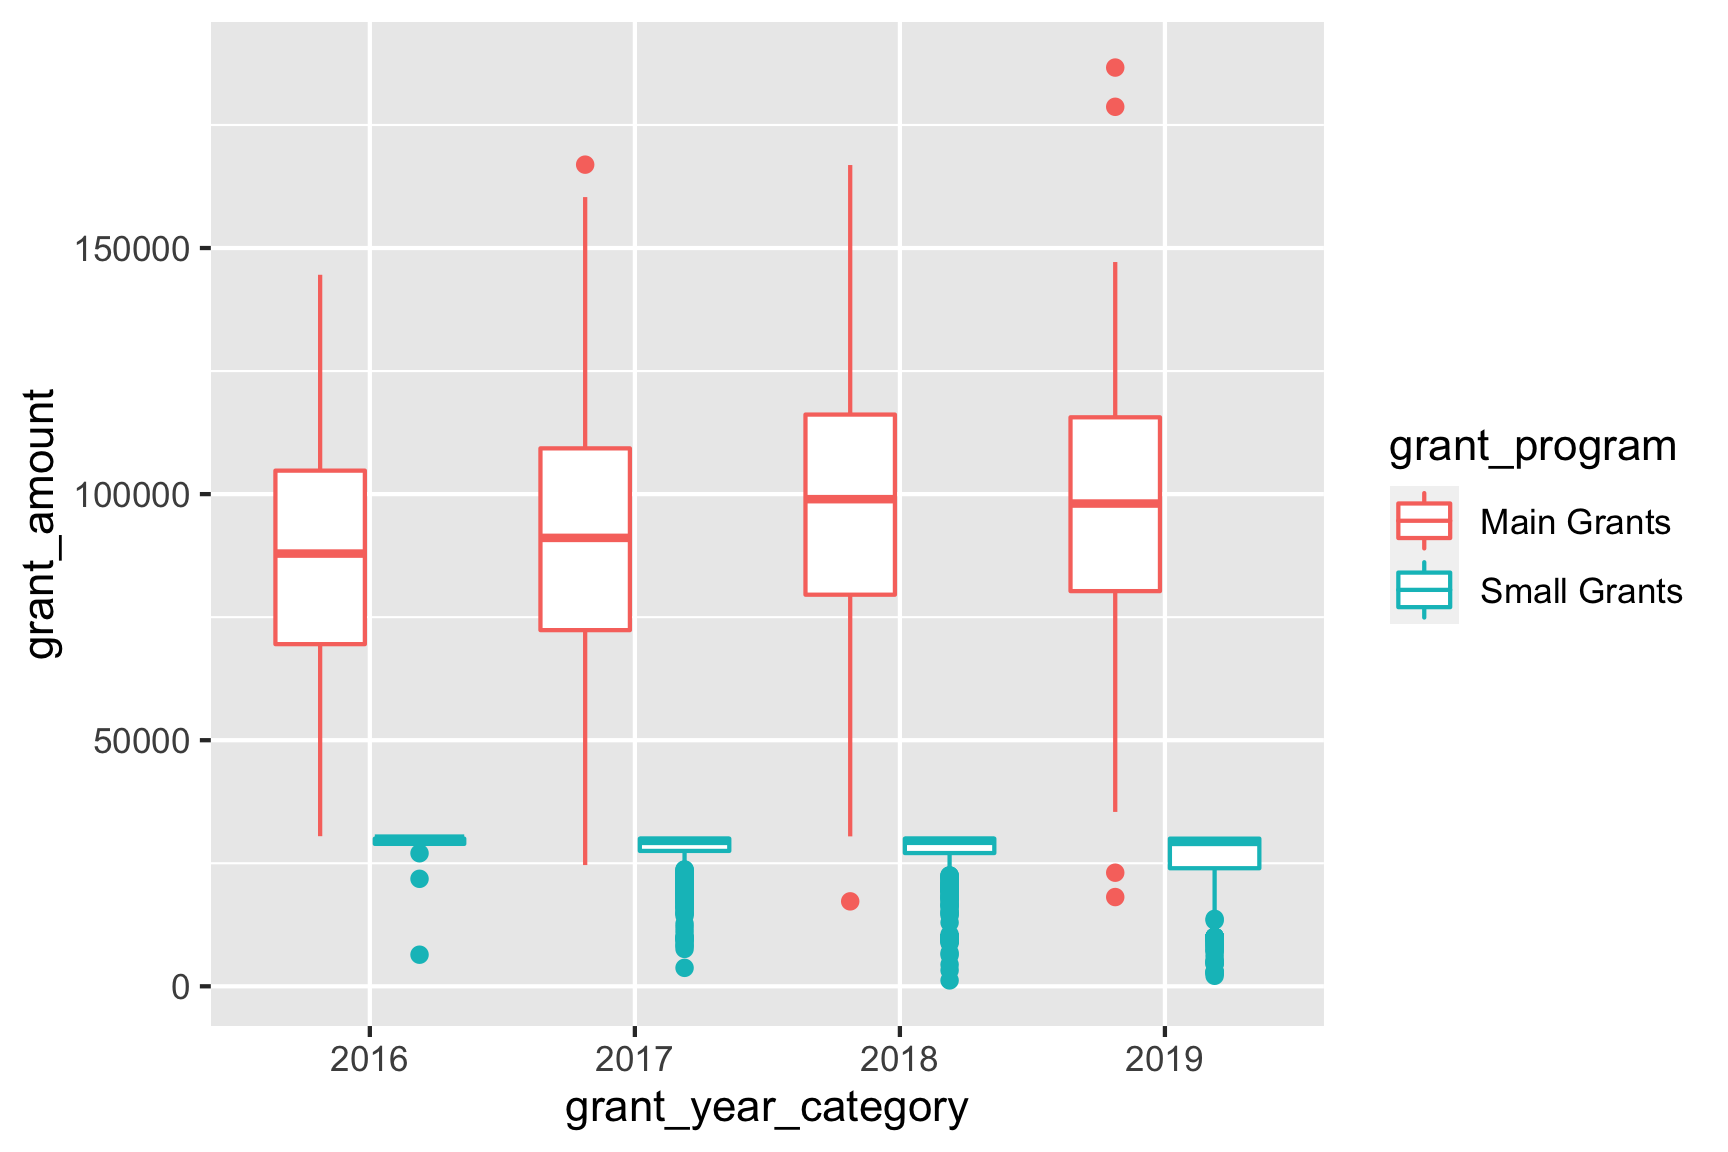 grant_amount
150000
100000
50000
0
2016 2017 2018 2019
grant_year_category
grant_program
Main Grants
Small Grants